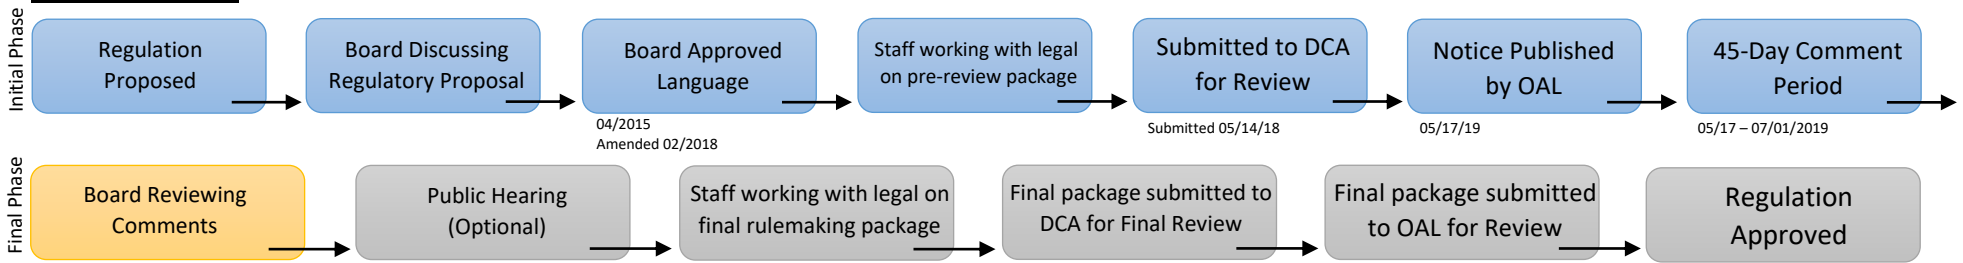 Initial Phase
Regulation
Proposed
Board Discussing
Regulatory Proposal
Board Approved
Language
04/2015
Amended 02/2018
Staff working with legal
on pre-review package
Submitted to DCA
for Review
Submitted 05/14/18
Notice Published
by OAL
05/17/19
45-Day Comment
Period
05/17 – 07/01/2019
Final Phase
Board Reviewing
Comments
Public Hearing
(Optional)
Staff working with legal on
final rulemaking package
Final package submitted to
DCA for Final Review
Final package submitted
to OAL for Review
Regulation
Approved